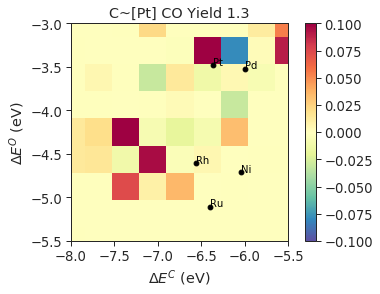 C~[Pt] CO Yield 1.3
−3.0
−3.5
−4.0
−4.5
−5.0
−5.5
ΔE^O (eV)
−8.0 −7.5 −7.0 −6.5 −6.0 −5.5
ΔE^C (eV)
Pt
Pd
Rh
Ni
Ru
0.100
0.075
0.050
0.025
0.000
−0.025
−0.050
−0.075
−0.100